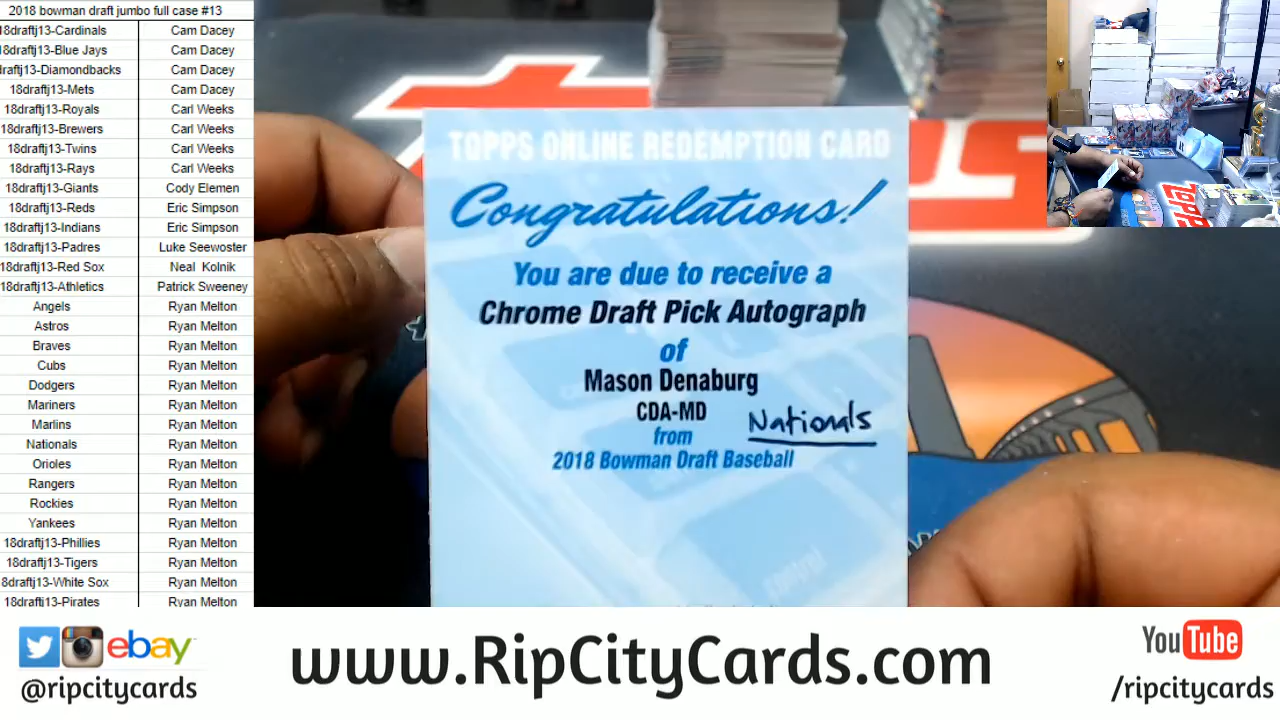 2018 bowman draft jumbo full case #13
18draftj13-Cardinals Cam Dacey
18draftj13-Blue Jays Cam Dacey
draftj13-Diamondbacks Cam Dacey
18draftj13-Mets Cam Dacey
18draftj13-Royals Carl Weeks
18draftj13-Brewers Carl Weeks
18draftj13-Twins Carl Weeks
18draftj13-Rays Carl Weeks
18draftj13-Giants Cody Elemen
18draftj13-Reds Eric Simpson
18draftj13-Indians Eric Simpson
18draftj13-Padres Luke Seewoster
18draftj13-Red Sox Neal Kolnik
18draftj13-Athletics Patrick Sweeney
Angels Ryan Melton
Astros Ryan Melton
Braves Ryan Melton
Cubs Ryan Melton
Dodgers Ryan Melton
Mariners Ryan Melton
Marlins Ryan Melton
Nationals Ryan Melton
Orioles Ryan Melton
Rangers Ryan Melton
Rockies Ryan Melton
Yankees Ryan Melton
18draftj13-Phillies Ryan Melton
18draftj13-Tigers Ryan Melton
8draftj13-White Sox Ryan Melton
18draftj13-Pirates Ryan Melton
TOPPS ONLINE REDEMPTION CARD
Congratulations!
You are due to receive a
Chrome Draft Pick Autograph
of
Mason Denaburg
CDA-MD
Nationals
from
2018 Bowman Draft Baseball
control
TOPPS
ebay
@ripcitycards
www.RipCityCards.com
YouTube
/ripcitycards